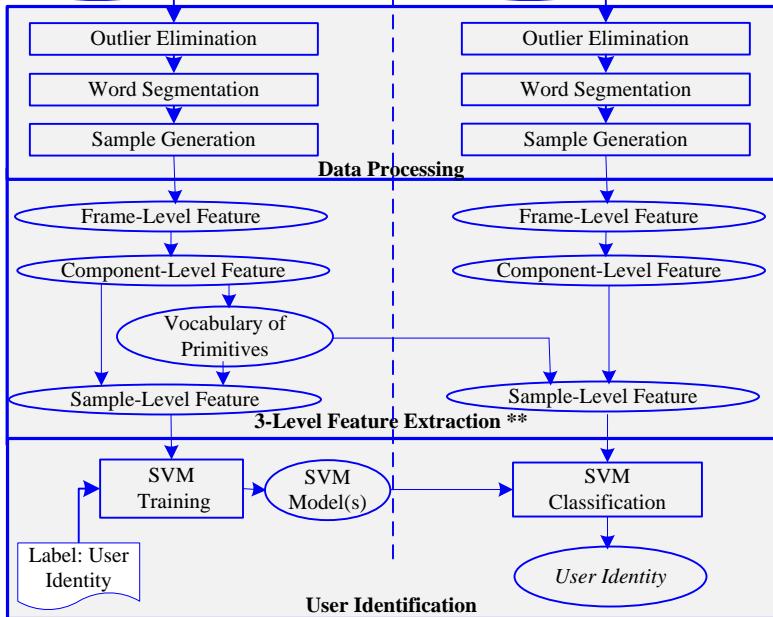 Outlier Elimination
Outlier Elimination
Word Segmentation
Word Segmentation
Sample Generation
Sample Generation
Data Processing
Frame-Level Feature
Frame-Level Feature
Component-Level Feature
Component-Level Feature
Vocabulary of
Primitives
Sample-Level Feature
Sample-Level Feature
3-Level Feature Extraction **
SVM
Training
SVM
Model(s)
SVM
Classification
Label: User
Identity
User Identity
User Identification